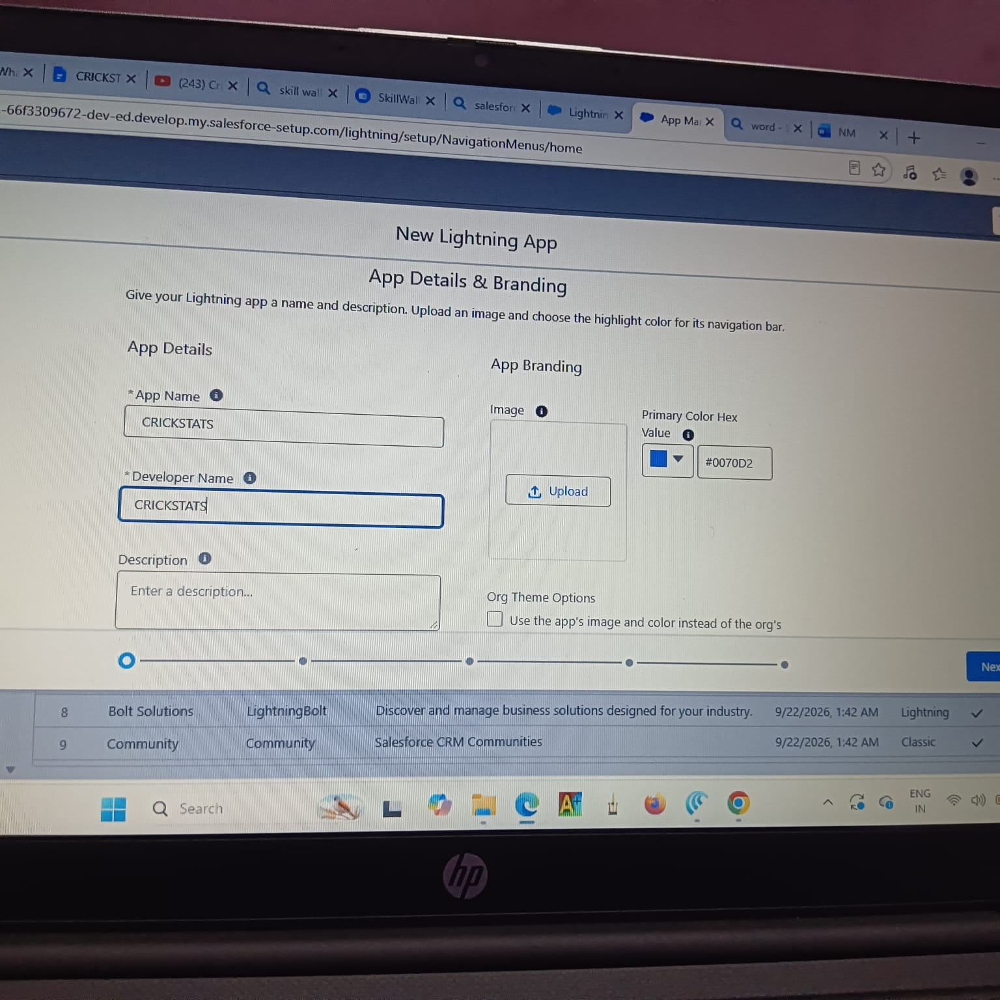 Wh
CRICKST
(243) Cr
skill wall
SkillWal
salesfor
Lightnin
App Ma
word - S
NM
-66f3309672-dev-ed.develop.my.salesforce-setup.com/lightning/setup/NavigationMenus/home
New Lightning App
App Details & Branding
Give your Lightning app a name and description. Upload an image and choose the highlight color for its navigation bar.
App Details
App Branding
*App Name
CRICKSTATS
Image
Primary Color Hex
Value
#0070D2
Upload
*Developer Name
CRICKSTATS
Description
Enter a description...
Org Theme Options
Use the app's image and color instead of the org's
Nex
8 Bolt Solutions LightningBolt Discover and manage business solutions designed for your industry. 9/22/2026, 1:42 AM Lightning
9 Community Community Salesforce CRM Communities 9/22/2026, 1:42 AM Classic
Search
ENG
IN
hp